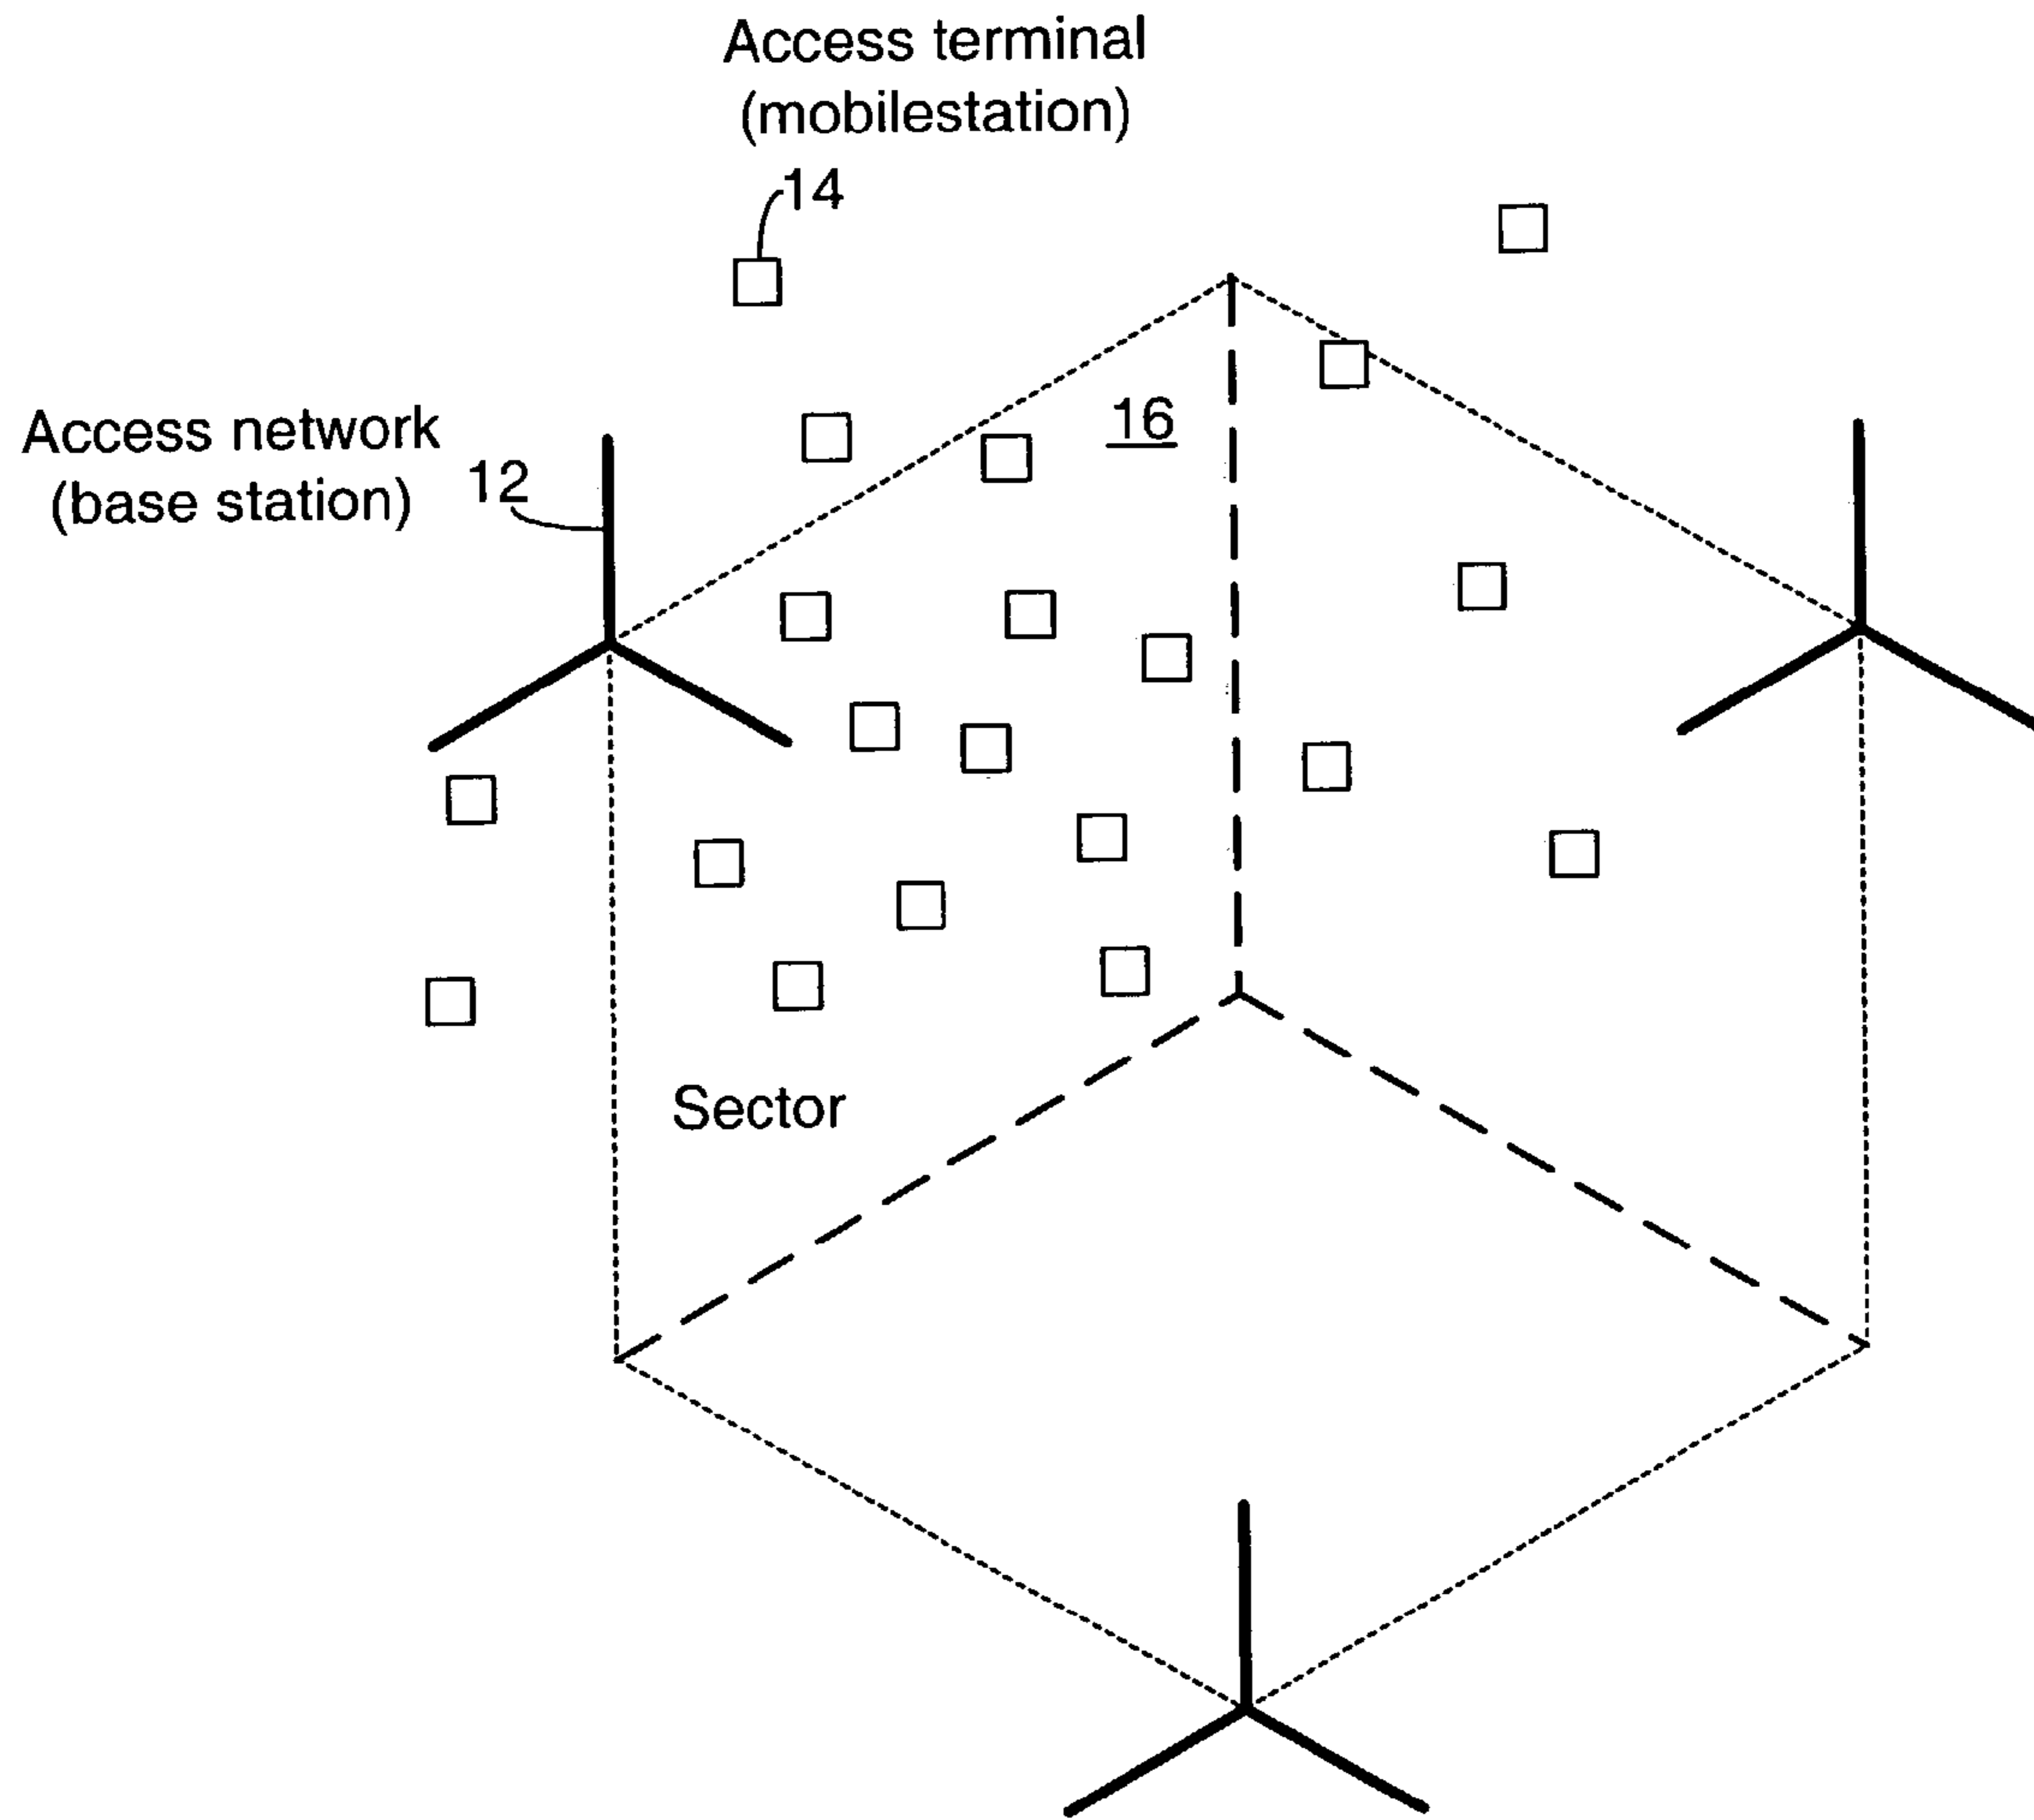 Access terminal
(mobilestation)
14
Access network
(base station)
12
16
Sector